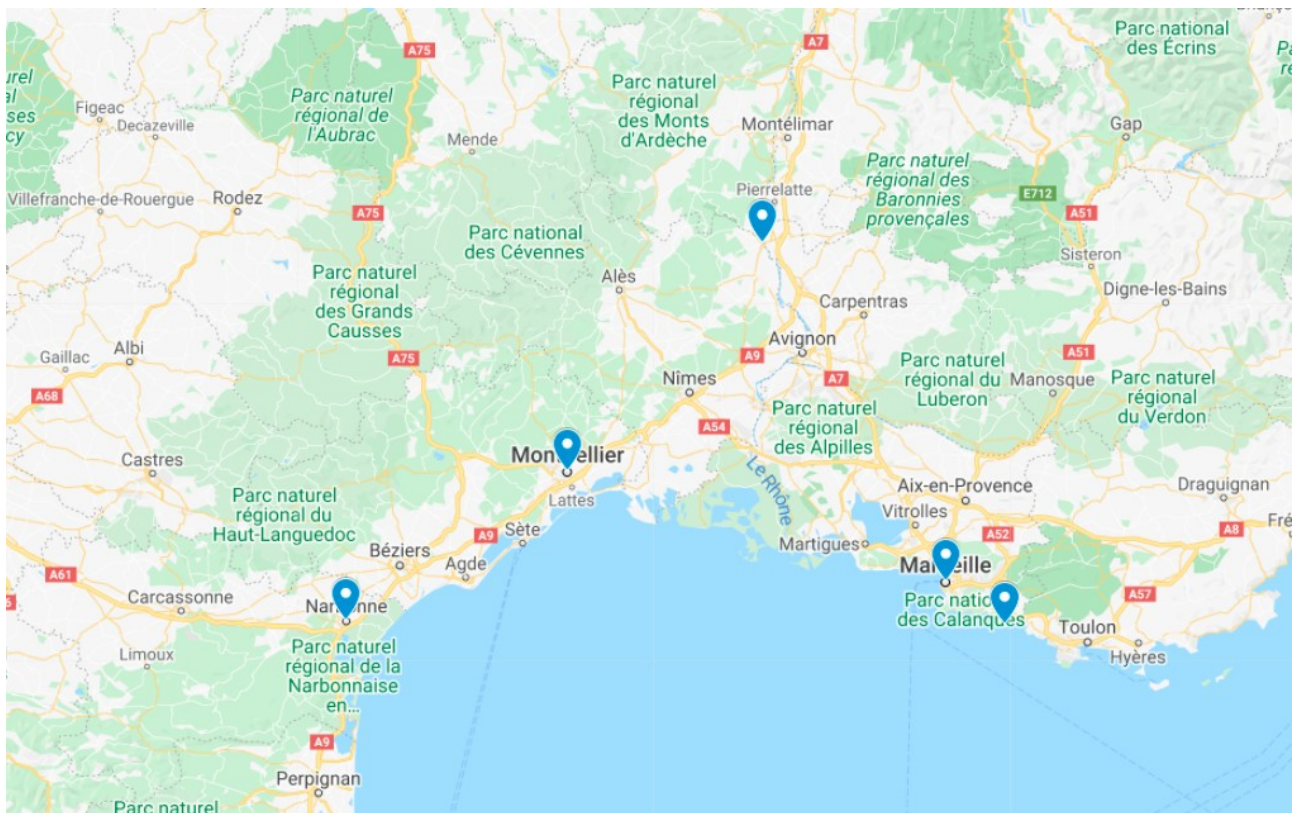 Parc national
des Écrins
A7
A75
Parc naturel
régional de
l'Aubrac
Parc naturel
régional
des Monts
d'Ardèche
Figeac
Decazeville
Mende
Montélimar
Gap
Parc naturel
régional des
Baronnies
provençales
Pierrelatte
E712
Villefranche-de-Rouergue
Rodez
A75
A51
Parc national
des Cévennes
Sisteron
Parc naturel
régional
des Grands
Causses
Alès
Carpentras
Digne-les-Bains
Gaillac
Albi
A75
A9
Avignon
A51
A68
Nîmes
A7
Parc naturel
régional du
Luberon
Manosque
Parc naturel
régional
du Verdon
Parc naturel
régional
des Alpilles
A54
Castres
Lattes
Le Rhône
Aix-en-Provence
Draguignan
Parc naturel
régional du
Haut-Languedoc
Vitrolles
A9
Sète
Martigues
A52
A8
Béziers
Agde
A61
Carcassonne
A57
Toulon
Hyères
Limoux
Parc naturel
régional de la
Narbonnaise
en...
A9
Perpignan
Parc naturel